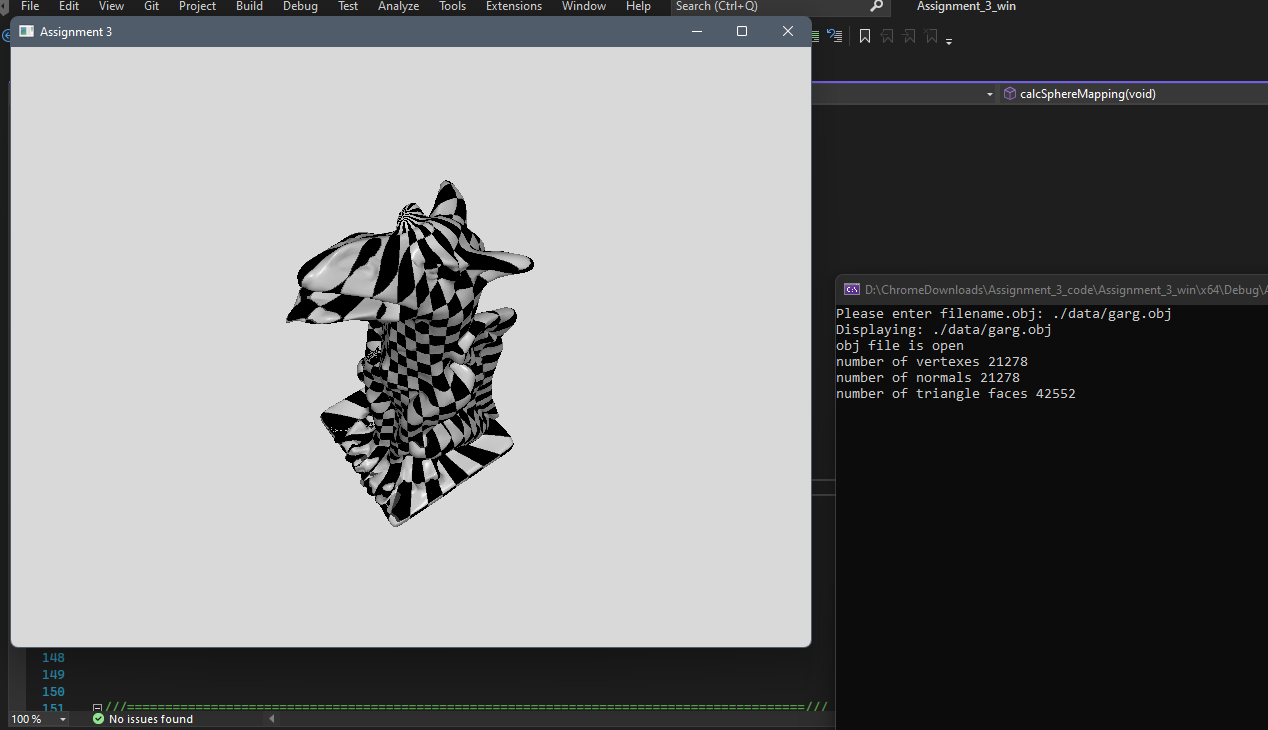 File Edit View Git Project Build Debug Test Analyze Tools Extensions Window Help Search (Ctrl+Q) Assignment_3_win
Assignment 3
calcSphereMapping(void)
D:\ChromeDownloads\Assignment_3_code\Assignment_3_win\x64\Debug\A
Please enter filename.obj: ./data/garg.obj
Displaying: ./data/garg.obj
obj file is open
number of vertexes 21278
number of normals 21278
number of triangle faces 42552
148
149
150
151 ///=========================================================================================///
100 % No issues found